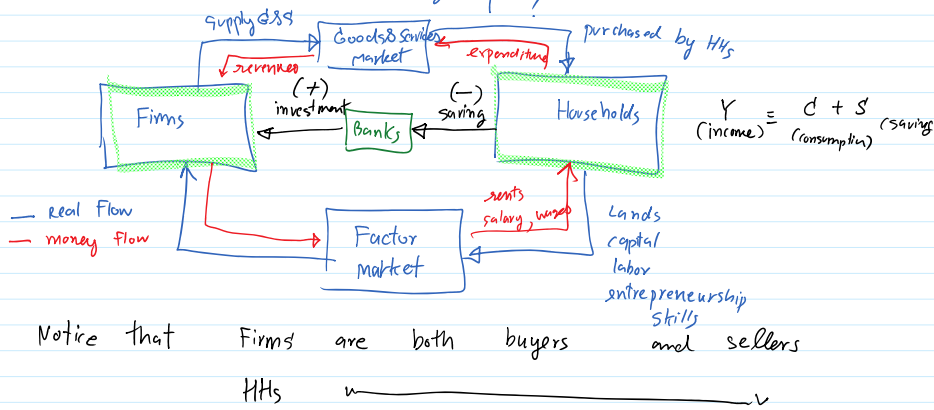 supply G&S
Goods & services
market
purchased by HHs
revenues
expenditure
(+)
investment
(-)
saving
Firms
Banks
Households
Y ≡ C + S
(income) (consumption) (saving
Real Flow
money flow
rents
salary, wages
Factor
market
Lands
capital
labor
entrepreneurship
skills
Notice that Firms are both buyers and sellers
HHs